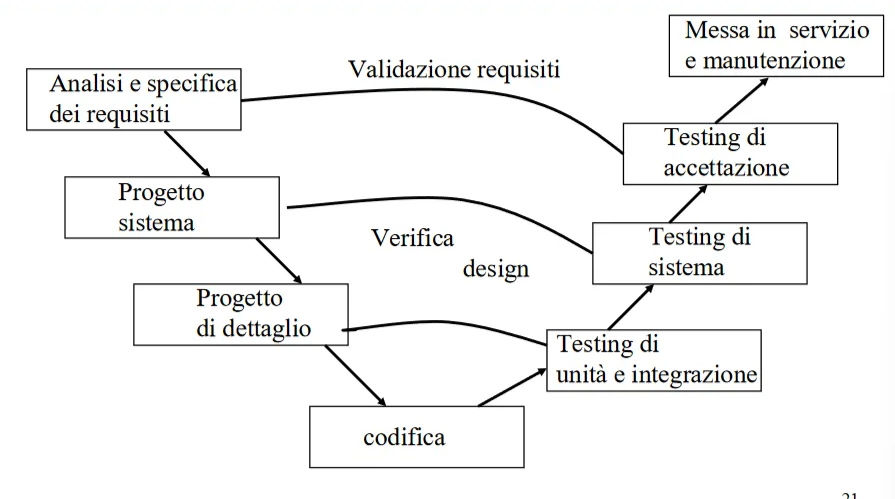 Messa in servizio
e manutenzione
Validazione requisiti
Analisi e specifica
dei requisiti
Testing di
accettazione
Progetto
sistema
Verifica
design
Testing di
sistema
Progetto
di dettaglio
Testing di
unità e integrazione
codifica
21